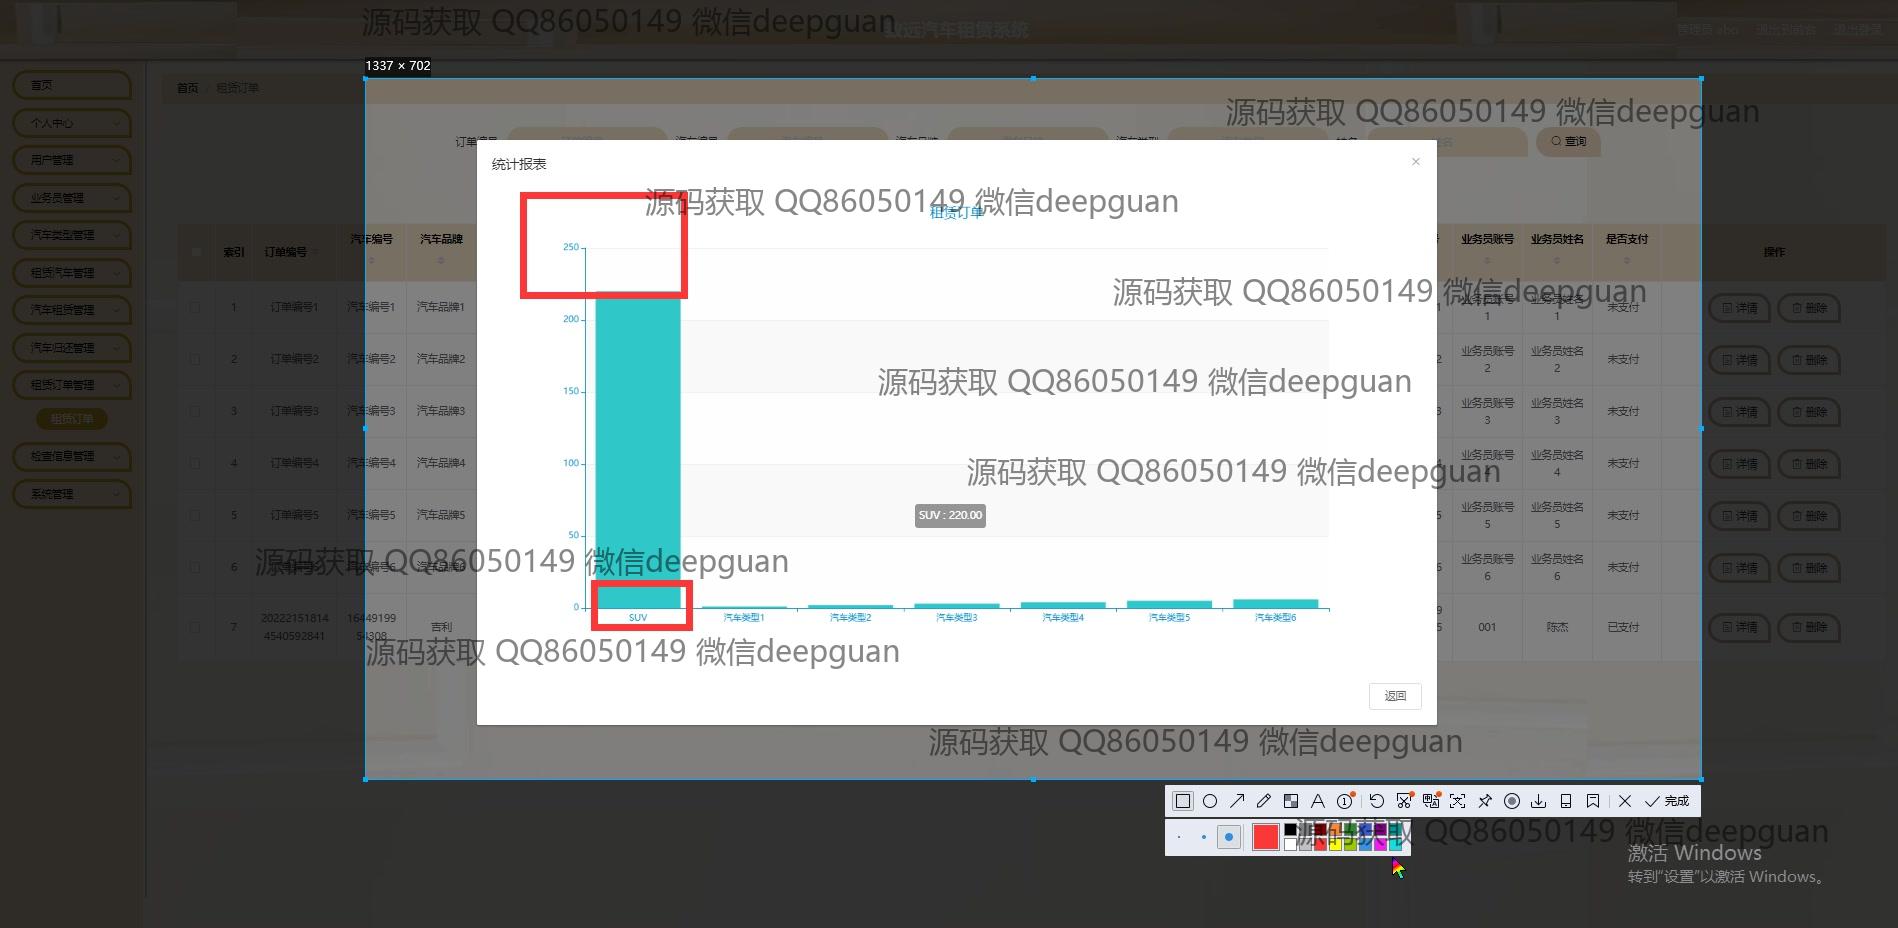 源码获取 QQ86050149 微信deepguan
致远汽车租赁系统
管理员 abo 退出到前台 退出登录
1337 × 702
首页
个人中心
用户管理
业务员管理
汽车类型管理
租赁汽车管理
汽车租赁管理
汽车归还管理
租赁订单管理
租赁订单
检查信息管理
系统管理
首页 / 租赁订单
源码获取 QQ86050149 微信deepguan
查询
统计报表
×
源码获取 QQ86050149 微信deepguan
租赁订单
250
200
150
100
50
0
SUV 汽车类型1 汽车类型2 汽车类型3 汽车类型4 汽车类型5 汽车类型6
SUV : 220.00
返回
源码获取 QQ86050149 微信deepguan
源码获取 QQ86050149 微信deepguan
源码获取 QQ86050149 微信deepguan
源码获取 QQ86050149 微信deepguan
源码获取 QQ86050149 微信deepguan
源码获取 QQ86050149 微信deepguan
索引 订单编号 汽车编号 汽车品牌 业务员账号 业务员姓名 是否支付 操作
1 订单编号1 汽车编号1 汽车品牌1 业务员账号1 业务员姓名1 未支付 详情 删除
2 订单编号2 汽车编号2 汽车品牌2 业务员账号2 业务员姓名2 未支付 详情 删除
3 订单编号3 汽车编号3 汽车品牌3 业务员账号3 业务员姓名3 未支付 详情 删除
4 订单编号4 汽车编号4 汽车品牌4 业务员账号4 业务员姓名4 未支付 详情 删除
5 订单编号5 汽车编号5 汽车品牌5 业务员账号5 业务员姓名5 未支付 详情 删除
6 订单编号6 汽车编号6 汽车品牌6 业务员账号6 业务员姓名6 未支付 详情 删除
7 202221518144540592841 1644919954308 吉利 001 陈杰 已支付 详情 删除
完成
源码获取 QQ86050149 微信deepguan
激活 Windows
转到“设置”以激活 Windows。